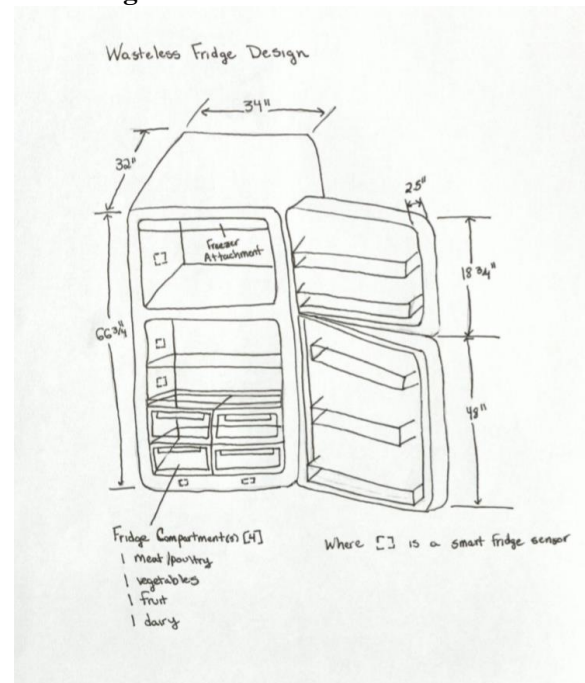 Wasteless Fridge Design
34"
32"
25"
Freezer
Attachment
18 3/4"
66 3/4"
48"
Fridge Compartment(s) [4]
1 meat/poultry
1 vegetables
1 fruit
1 dairy
Where [ ] is a smart fridge sensor